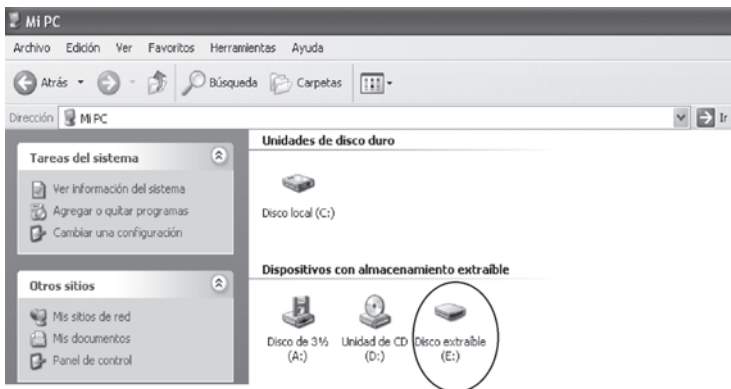 Mi PC
Archivo Edición Ver Favoritos Herramientas Ayuda
Atrás Búsqueda Carpetas
Dirección Mi PC Ir
Tareas del sistema
Ver información del sistema
Agregar o quitar programas
Cambiar una configuración
Otros sitios
Mis sitios de red
Mis documentos
Panel de control
Unidades de disco duro
Disco local (C:)
Dispositivos con almacenamiento extraíble
Disco de 3½ (A:)
Unidad de CD (D:)
Disco extraíble (E:)